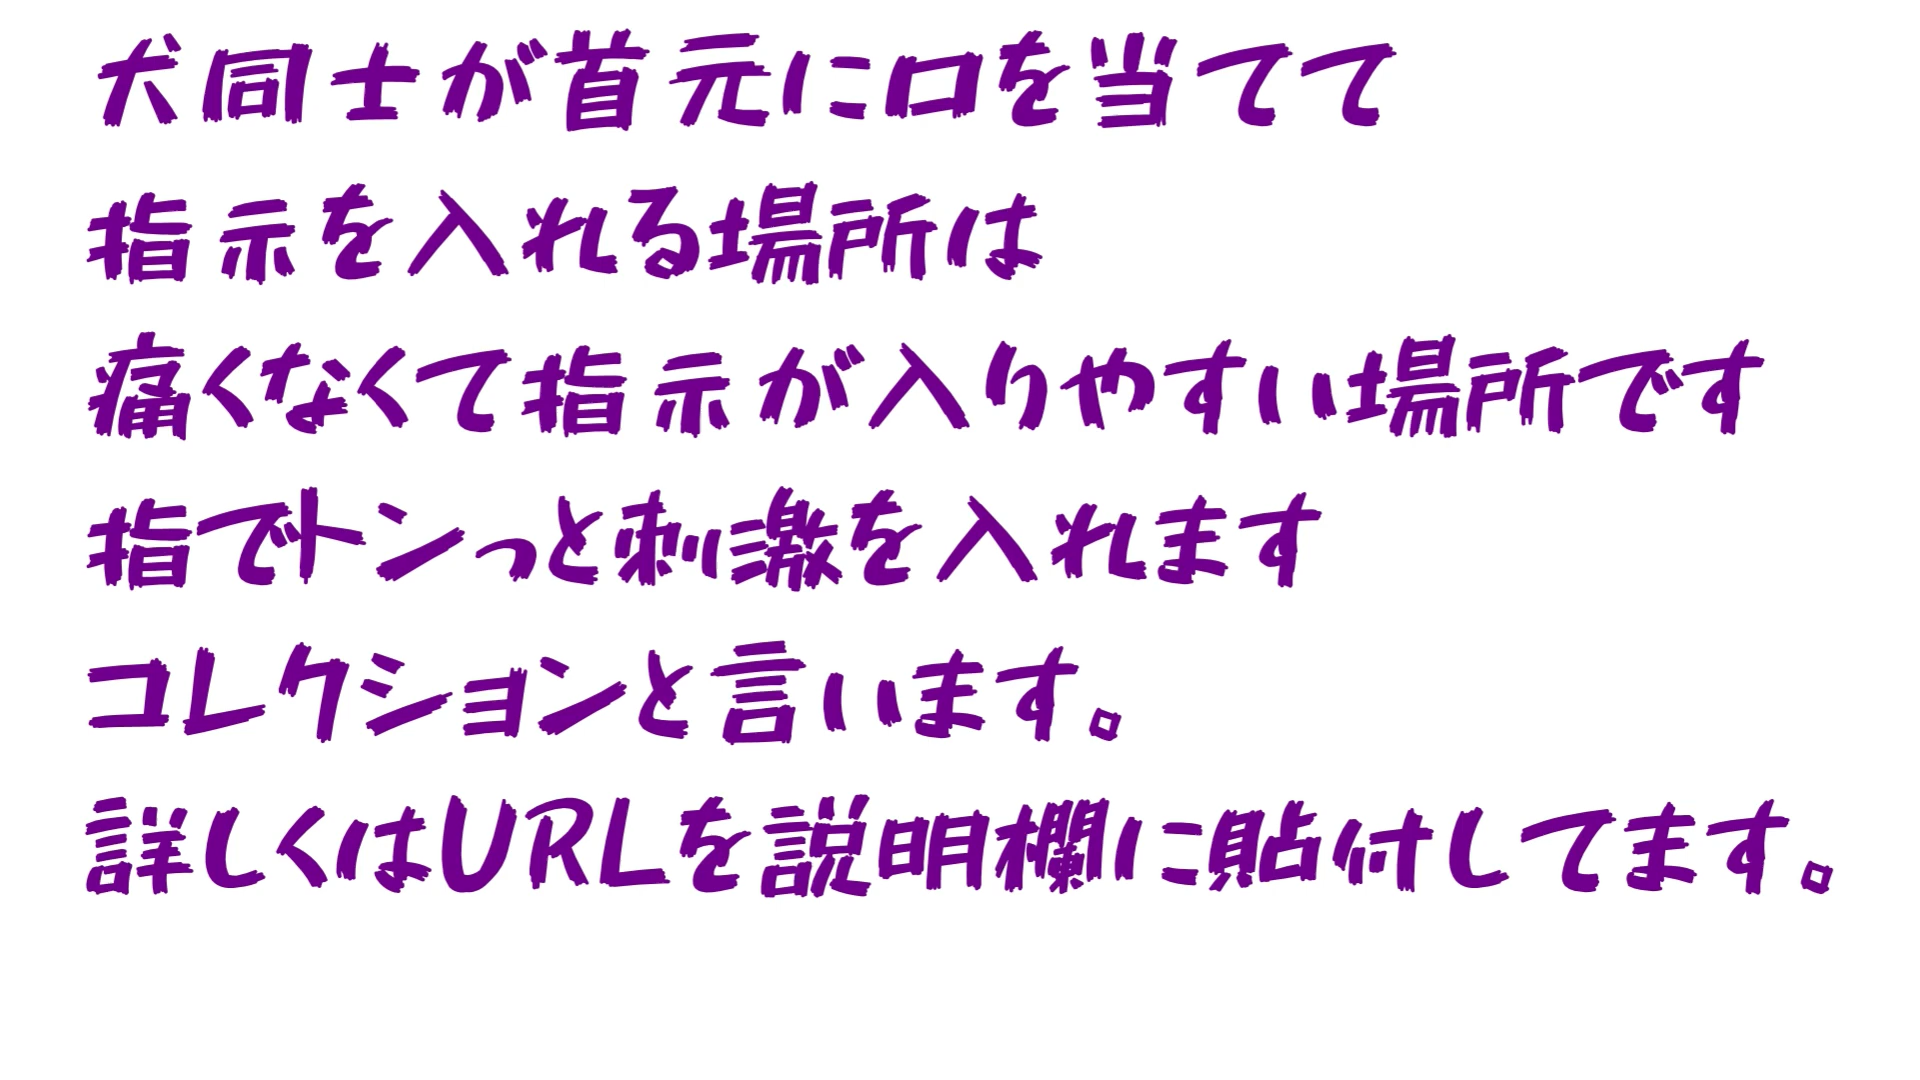 犬同士が首元に口を当てて
指示を入れる場所は
痛くなくて指示が入りやすい場所です
指でトンっと刺激を入れます
コレクションと言います。
詳しくはURLを説明欄に貼付してます。